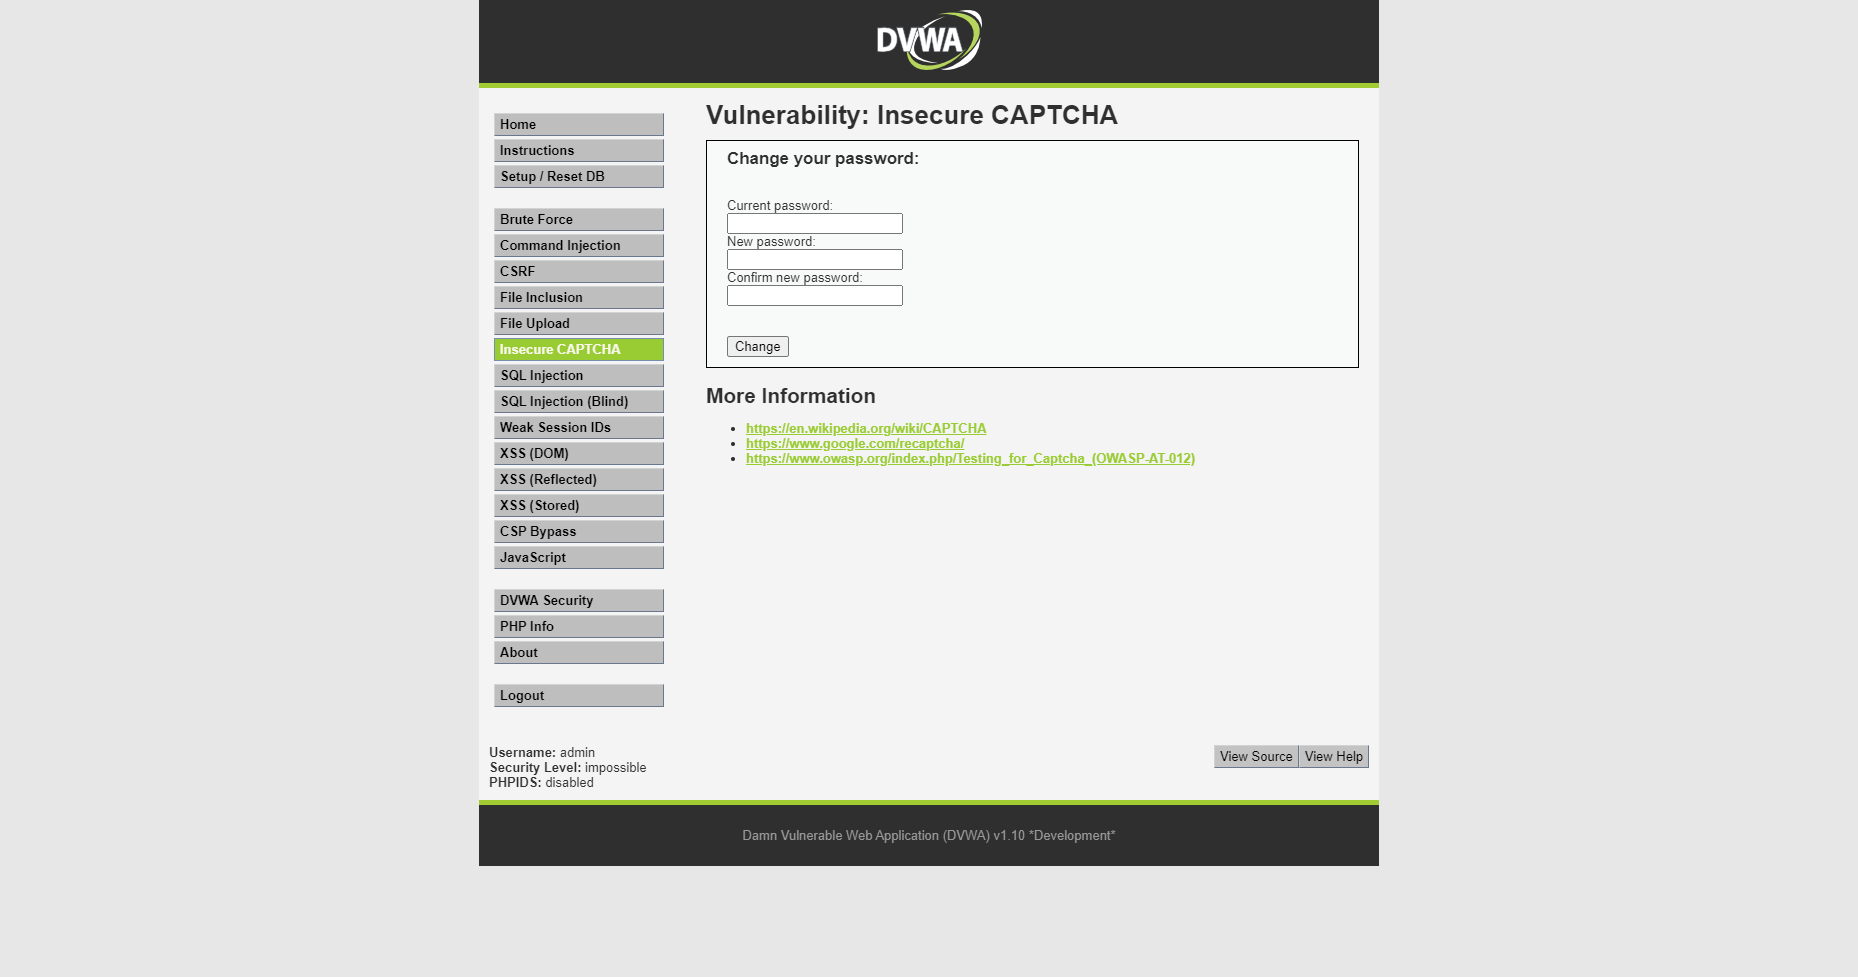 DVWA
Home
Instructions
Setup / Reset DB
Brute Force
Command Injection
CSRF
File Inclusion
File Upload
Insecure CAPTCHA
SQL Injection
SQL Injection (Blind)
Weak Session IDs
XSS (DOM)
XSS (Reflected)
XSS (Stored)
CSP Bypass
JavaScript
DVWA Security
PHP Info
About
Logout
Vulnerability: Insecure CAPTCHA
Change your password:
Current password:
New password:
Confirm new password:
Change
More Information
https://en.wikipedia.org/wiki/CAPTCHA
https://www.google.com/recaptcha/
https://www.owasp.org/index.php/Testing_for_Captcha_(OWASP-AT-012)
Username: admin
Security Level: impossible
PHPIDS: disabled
View Source View Help
Damn Vulnerable Web Application (DVWA) v1.10 *Development*